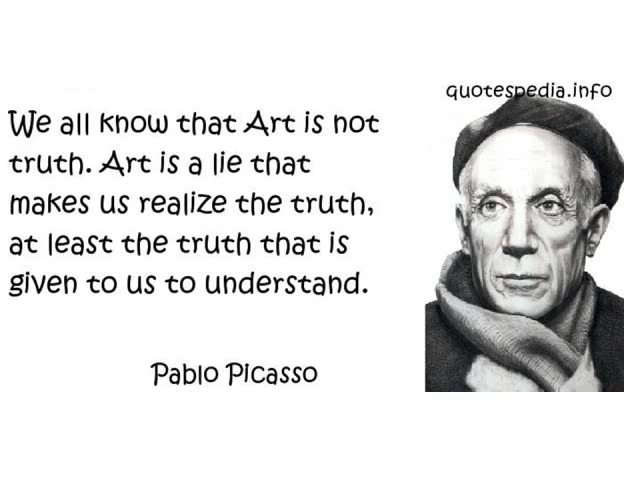 quotespedia.info
We all know that Art is not
truth. Art is a lie that
makes us realize the truth,
at least the truth that is
given to us to understand.
Pablo Picasso